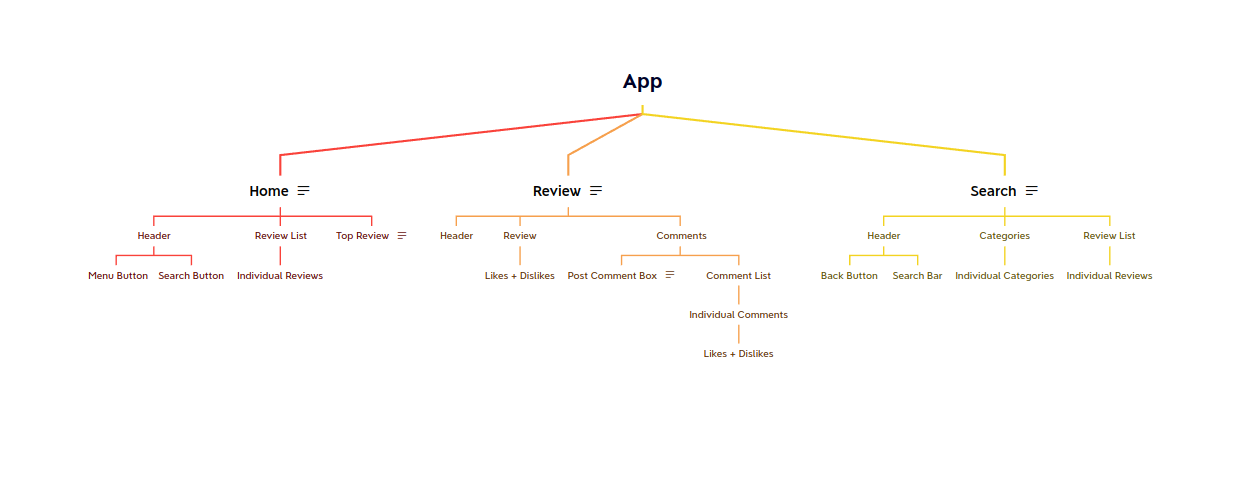 App
Home
Review
Search
Header
Review List
Top Review
Header
Review
Comments
Header
Categories
Review List
Menu Button
Search Button
Individual Reviews
Likes + Dislikes
Post Comment Box
Comment List
Back Button
Search Bar
Individual Categories
Individual Reviews
Individual Comments
Likes + Dislikes